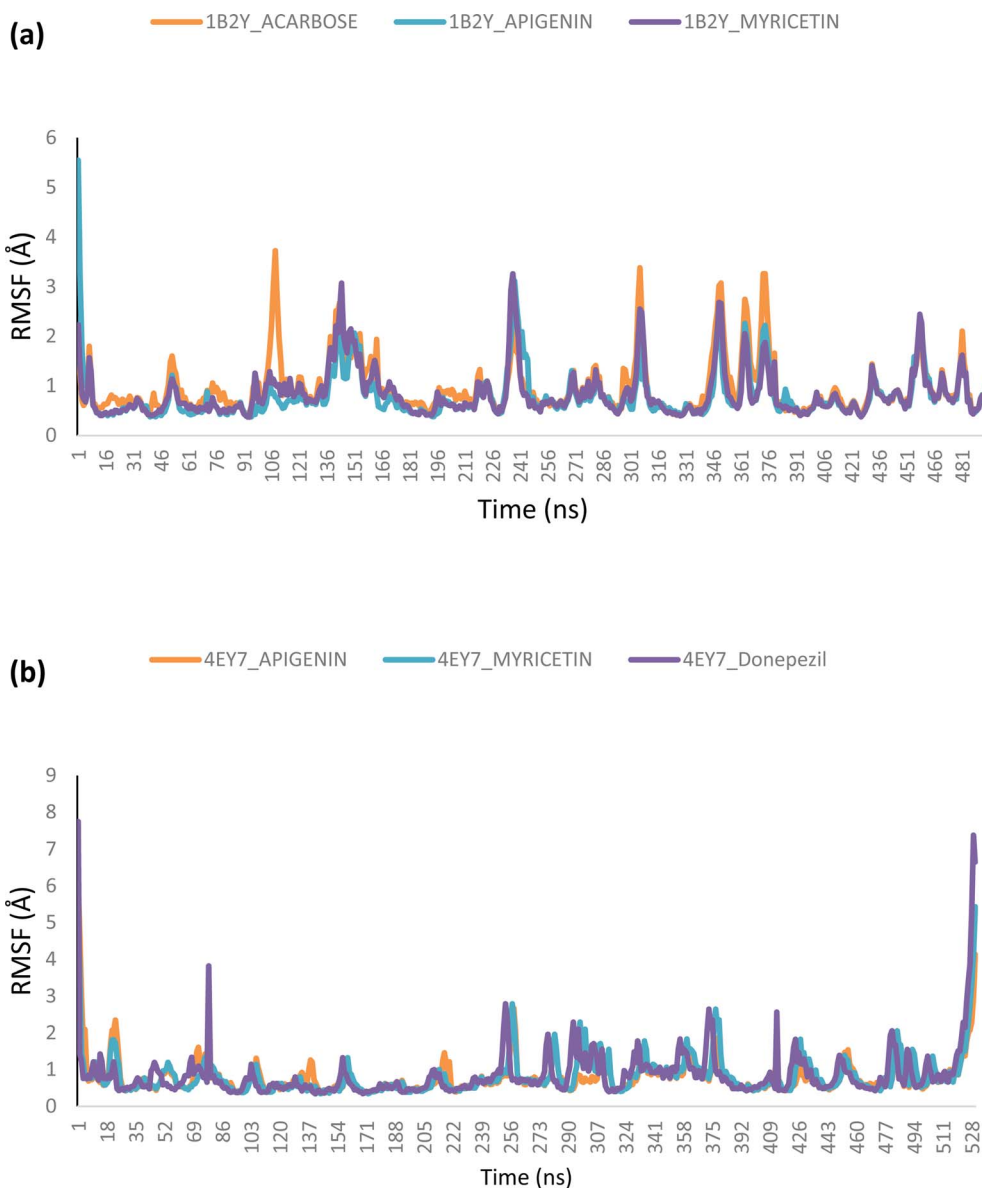 (a)
1B2Y_ACARBOSE 1B2Y_APIGENIN 1B2Y_MYRICETIN
6
5
4
3
2
1
0
RMSF (Å)
1 16 31 46 61 76 91 106 121 136 151 166 181 196 211 226 241 256 271 286 301 316 331 346 361 376 391 406 421 436 451 466 481
Time (ns)
(b)
4EY7_APIGENIN 4EY7_MYRICETIN 4EY7_Donepezil
9
8
7
6
5
4
3
2
1
0
RMSF (Å)
1 18 35 52 69 86 103 120 137 154 171 188 205 222 239 256 273 290 307 324 341 358 375 392 409 426 443 460 477 494 511 528
Time (ns)